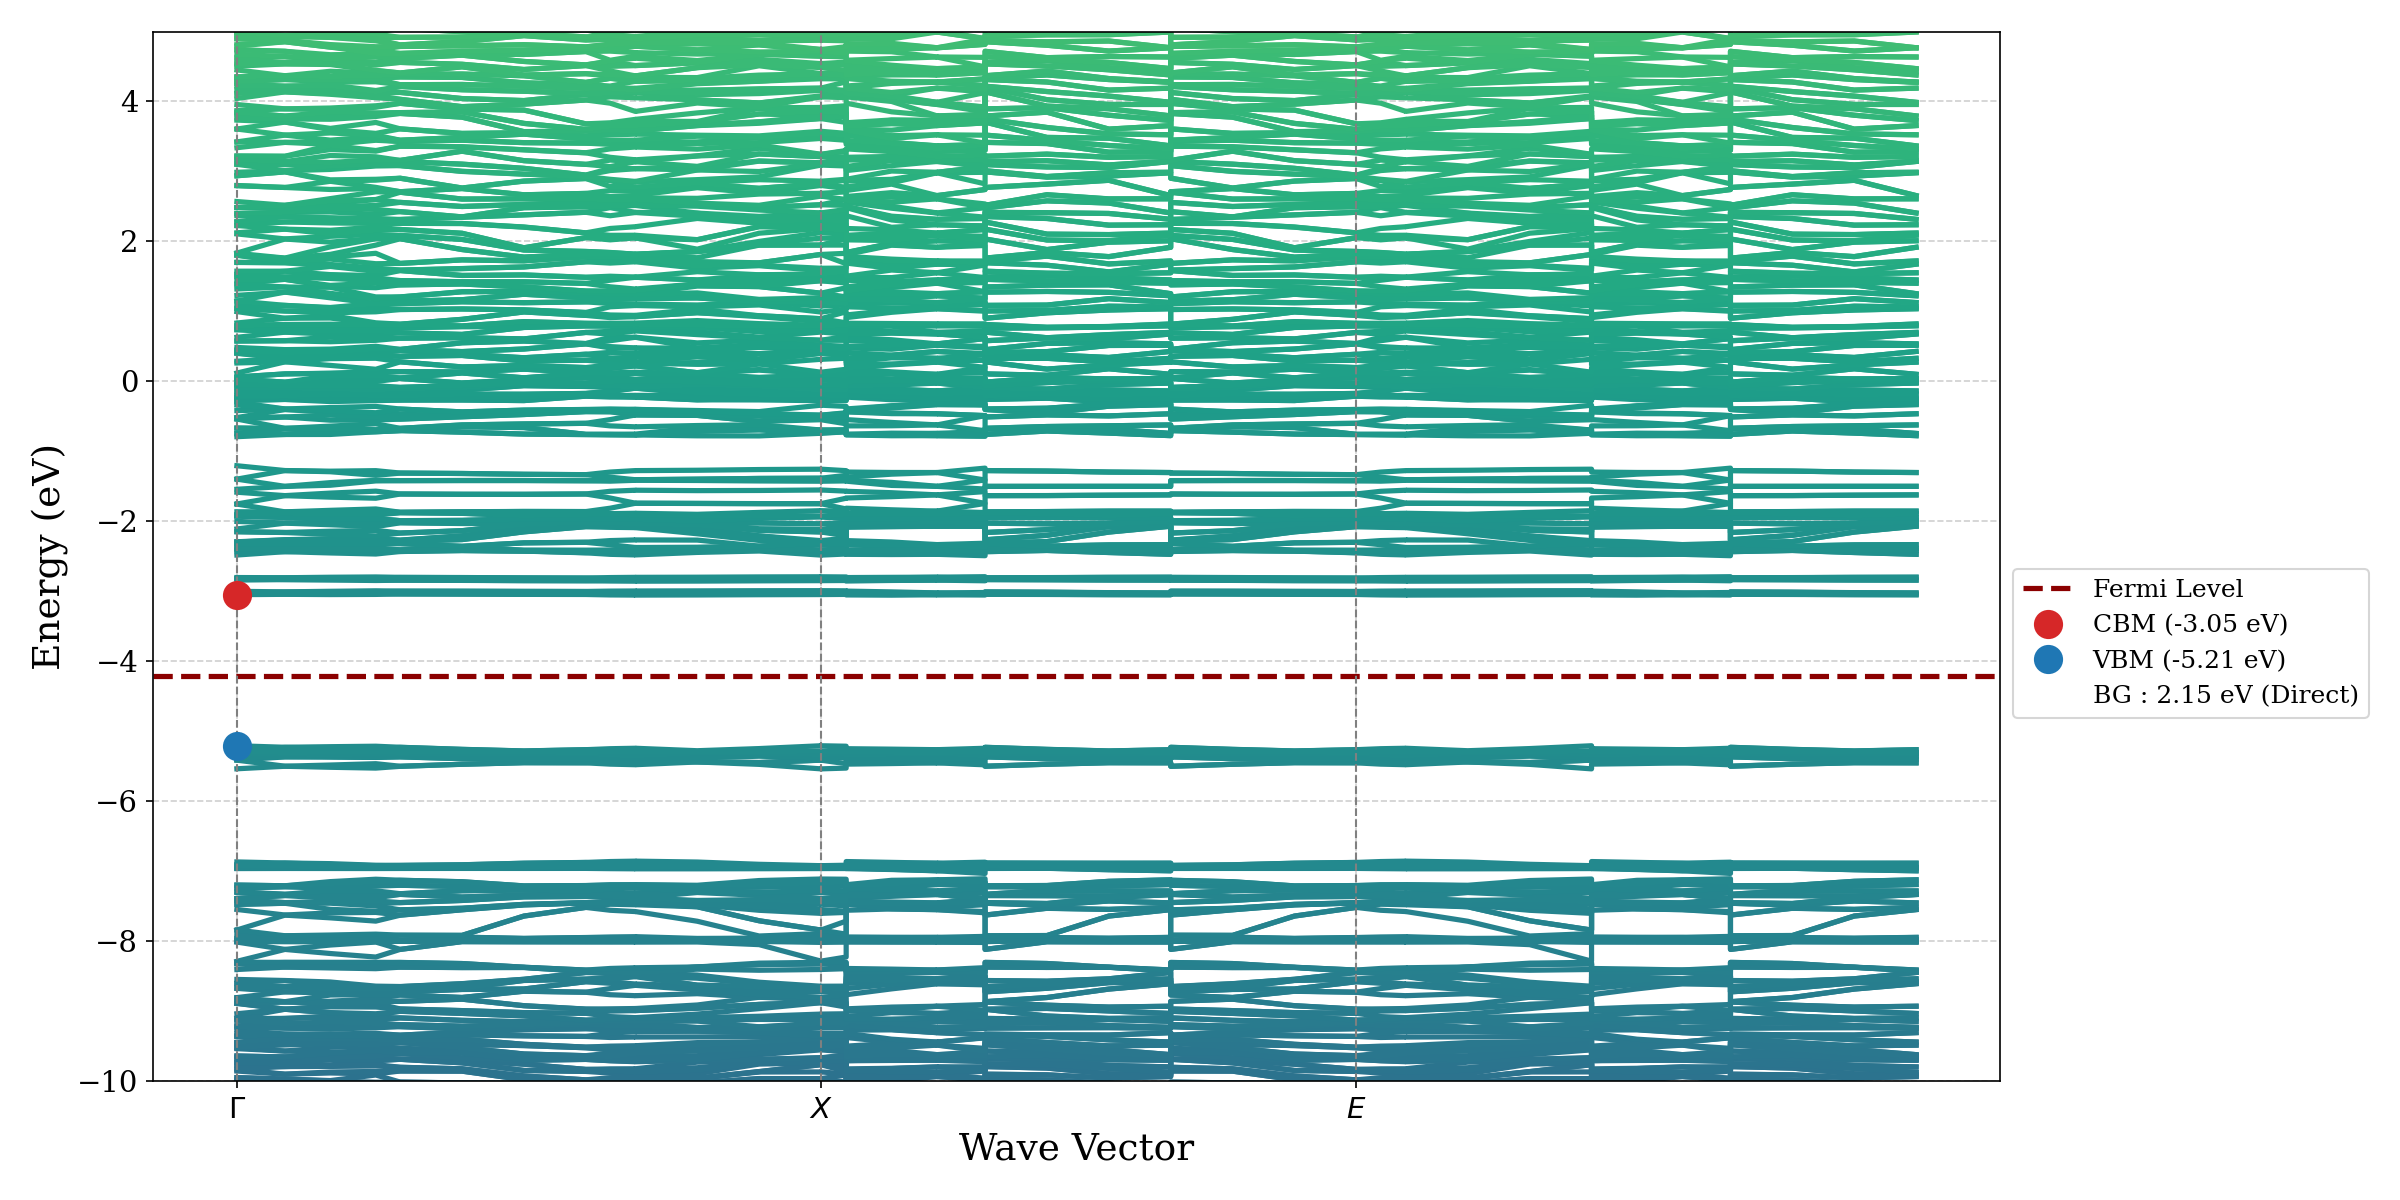 Energy (eV)
4
2
0
−2
−4
−6
−8
−10
Γ
X
E
Wave Vector
Fermi Level
CBM (-3.05 eV)
VBM (-5.21 eV)
BG : 2.15 eV (Direct)